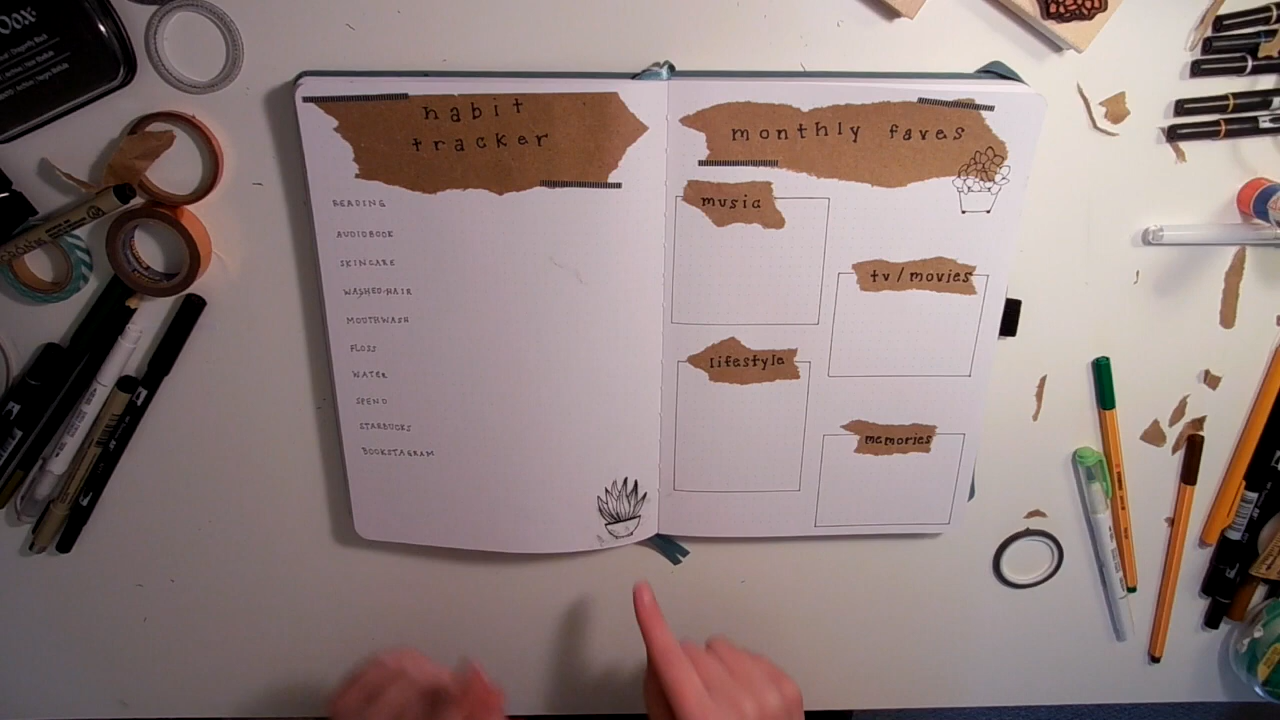 habit
tracker
READING
AUDIOBOOK
SKINCARE
WASHED HAIR
MOUTHWASH
FLOSS
WATER
SPEND
STARBUCKS
BOOKSTAGRAM
monthly faves
music
tv/movies
lifestyle
memories